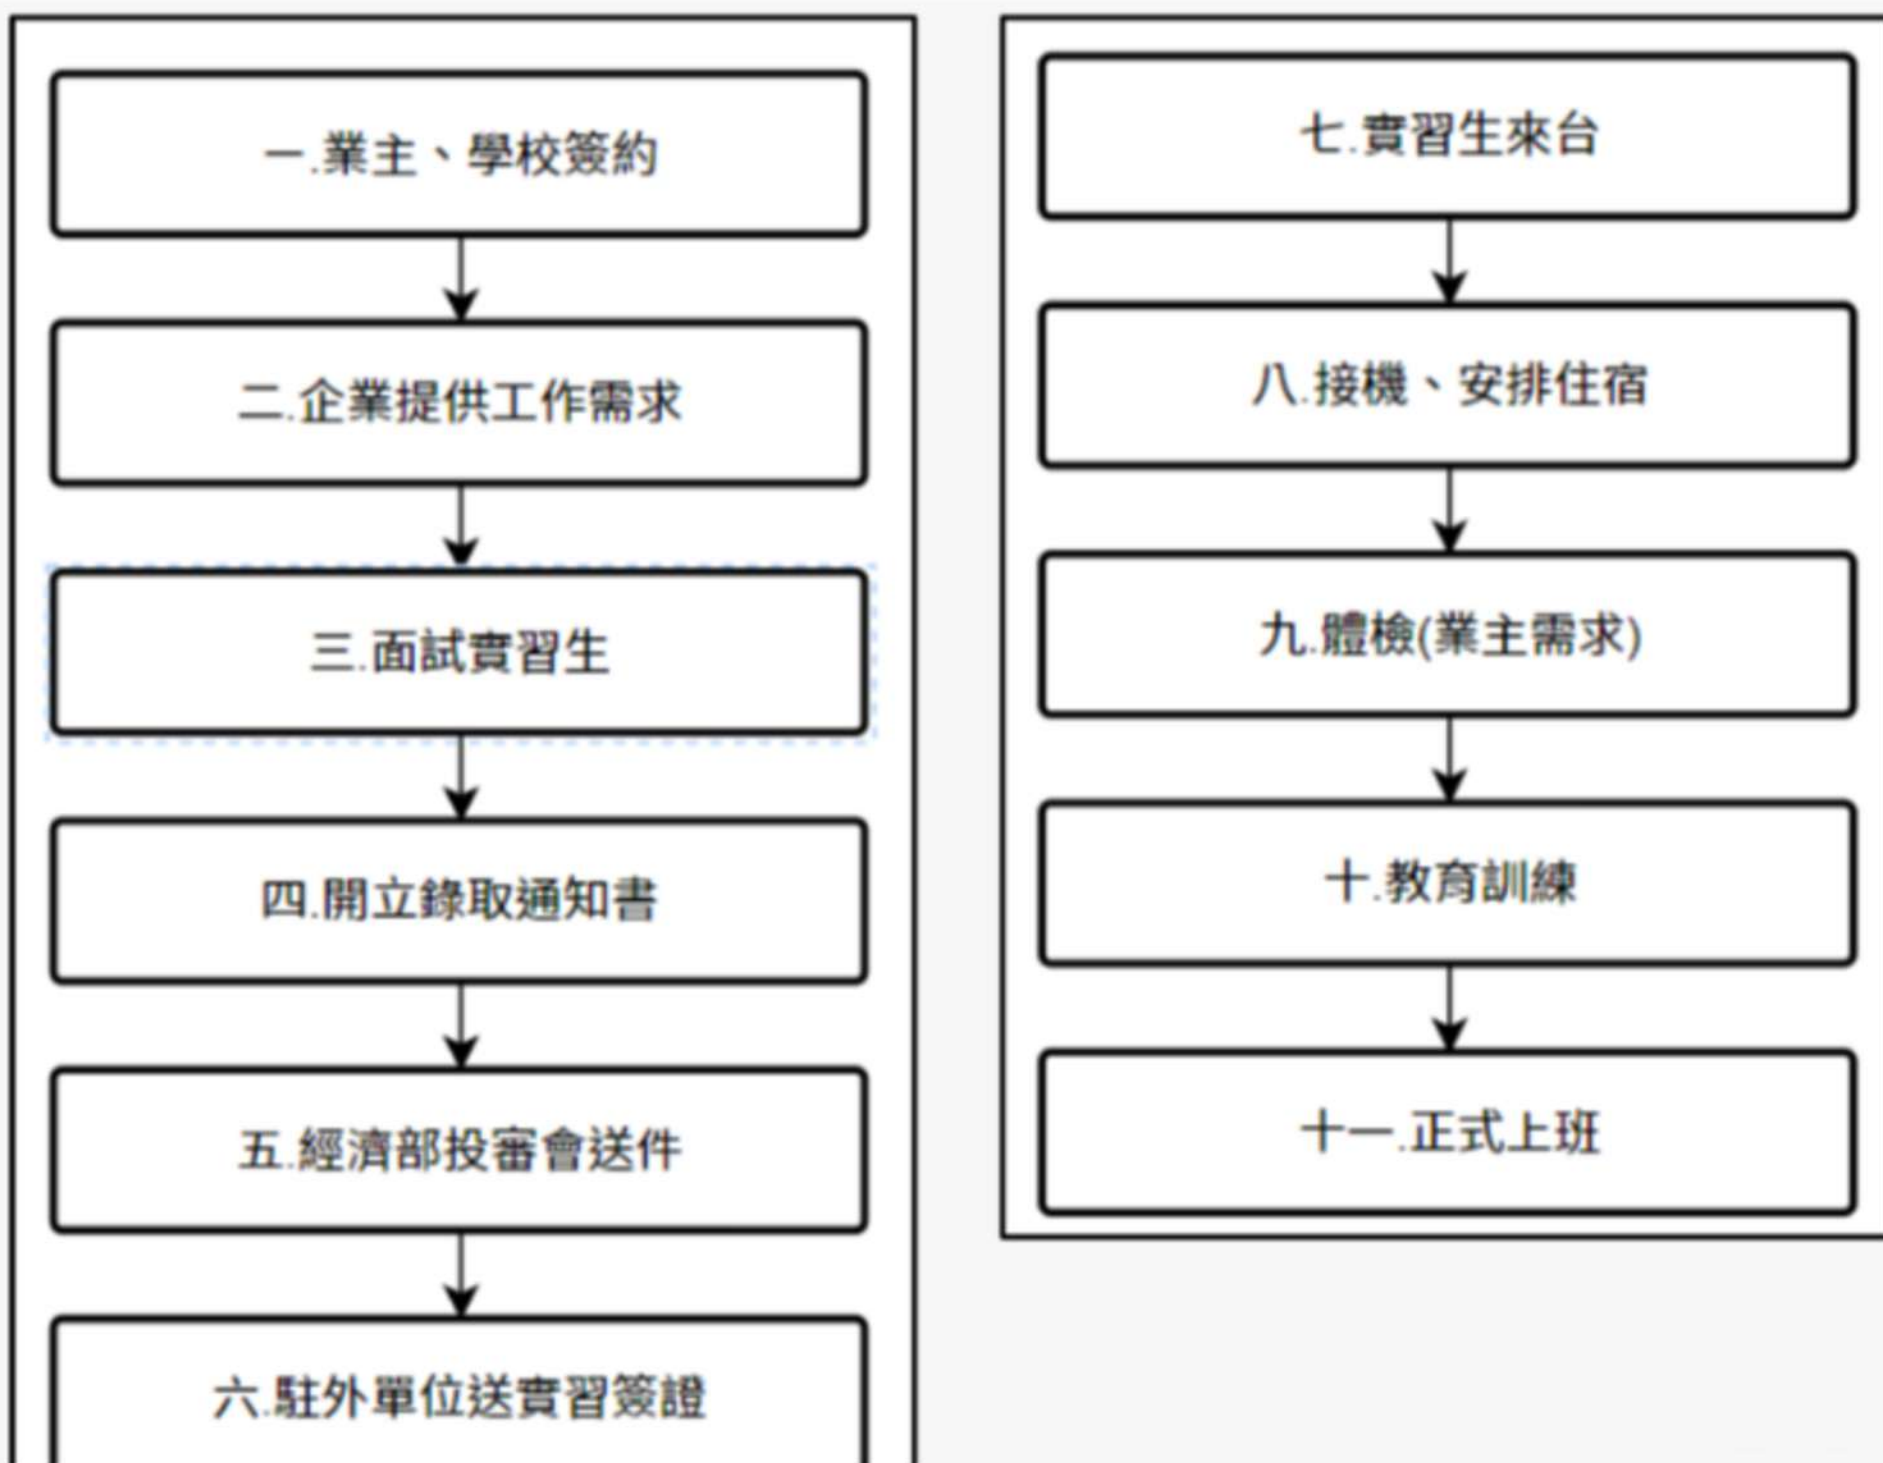 一.業主、學校簽約
二.企業提供工作需求
三.面試實習生
四.開立錄取通知書
五.經濟部投審會送件
六.駐外單位送實習簽證
七.實習生來台
八.接機、安排住宿
九.體檢(業主需求)
十.教育訓練
十一.正式上班